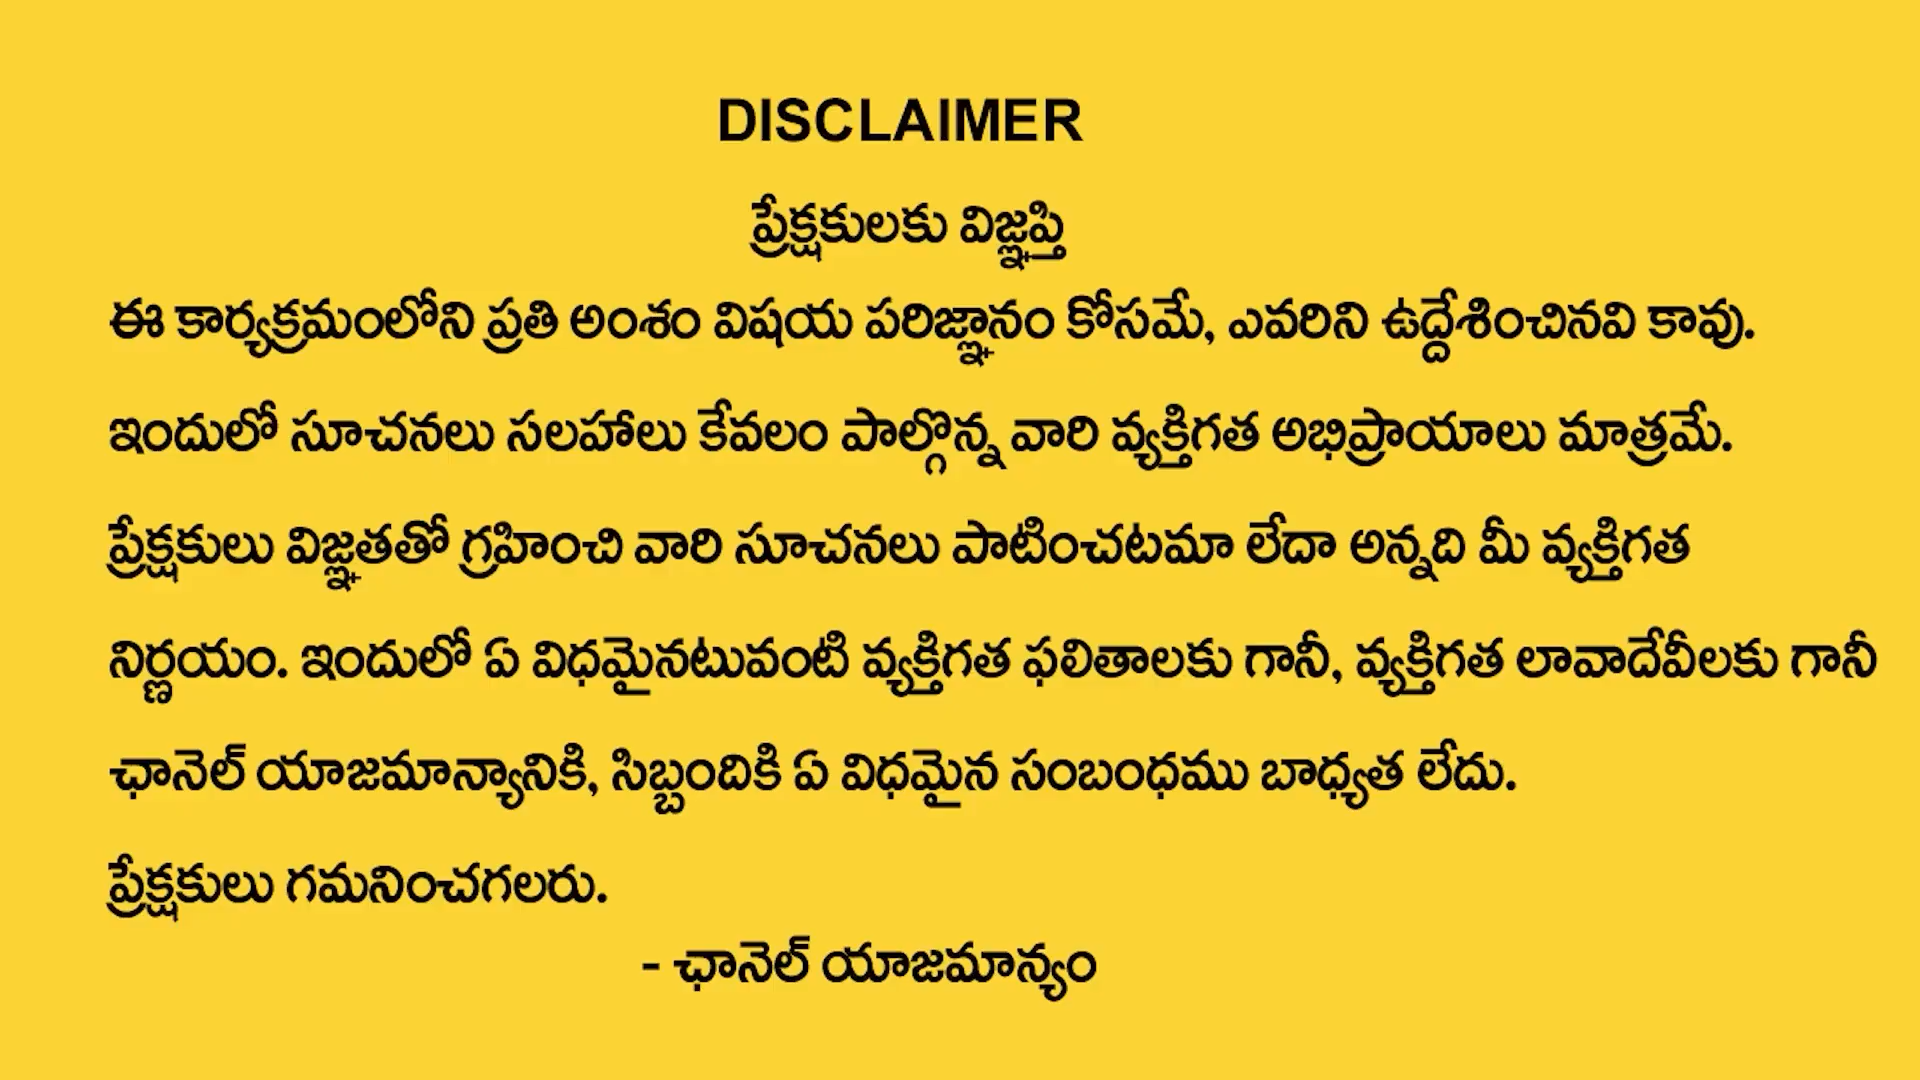 DISCLAIMER
ప్రేక్షకులకు విజ్ఞప్తి
ఈ కార్యక్రమంలోని ప్రతి అంశం విషయ పరిజ్ఞానం కోసమే, ఎవరిని ఉద్దేశించినవి కావు.
ఇందులో సూచనలు సలహాలు కేవలం పాల్గొన్న వారి వ్యక్తిగత అభిప్రాయాలు మాత్రమే.
ప్రేక్షకులు విజ్ఞతతో గ్రహించి వారి సూచనలు పాటించటమా లేదా అన్నది మీ వ్యక్తిగత
నిర్ణయం. ఇందులో ఏ విధమైనటువంటి వ్యక్తిగత ఫలితాలకు గానీ, వ్యక్తిగత లావాదేవీలకు గానీ
ఛానెల్ యాజమాన్యానికి, సిబ్బందికి ఏ విధమైన సంబంధము బాధ్యత లేదు.
ప్రేక్షకులు గమనించగలరు.
- ఛానెల్ యాజమాన్యం